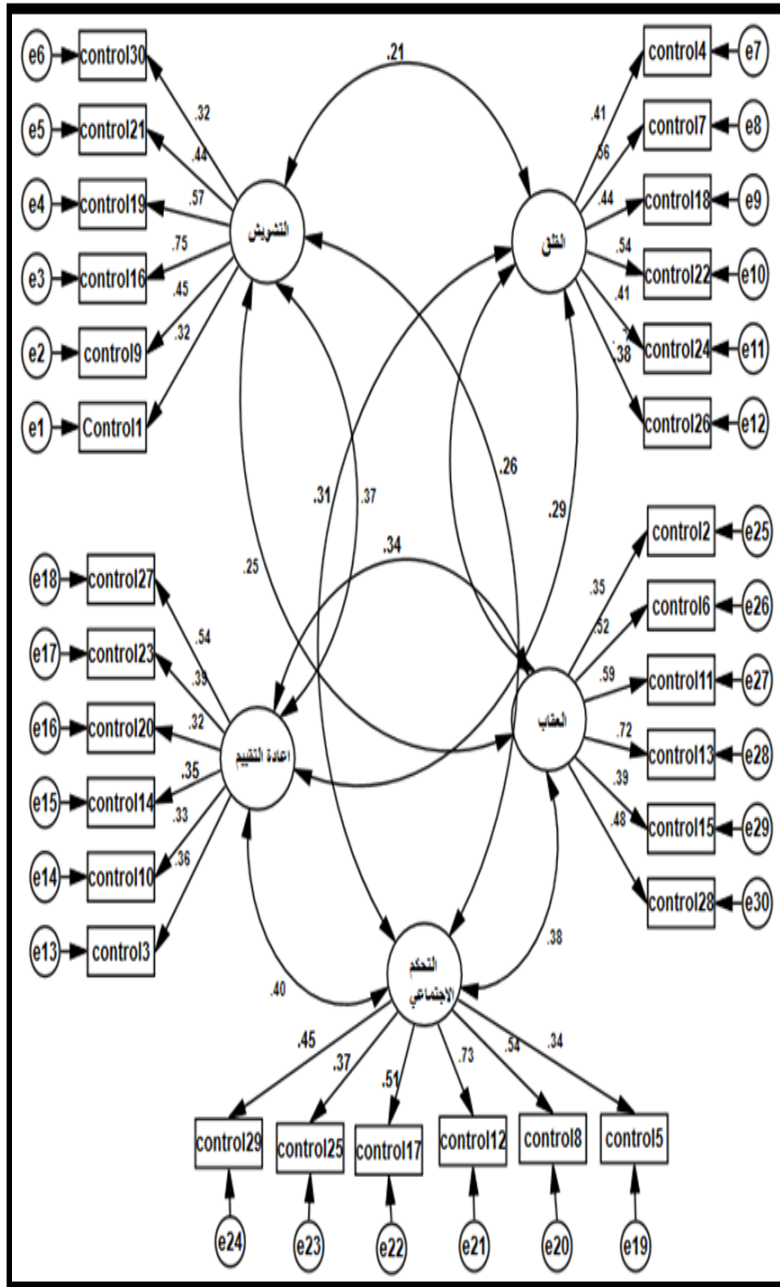 e6 control30
.32
e5 control21
.44
e4 control19
.57
e3 control16
.75
e2 control9
.45
e1 Control1
.32
التشويش
.21
control4 e7
.41
control7 e8
.56
control18 e9
.44
control22 e10
.54
control24 e11
.41
control26 e12
.38
القلق
.31
.37
.26
.29
.25
.34
e18 control27
.54
e17 control23
.39
e16 control20
.32
e15 control14
.35
e14 control10
.33
e13 control3
.36
اعادة التقييم
control2 e25
.35
control6 e26
.52
control11 e27
.59
control13 e28
.72
control15 e29
.39
control28 e30
.48
العقاب
.40
.38
التحكم
الاجتماعي
.45 .37 .51 .73 .54 .34
control29 control25 control17 control12 control8 control5
e24 e23 e22 e21 e20 e19